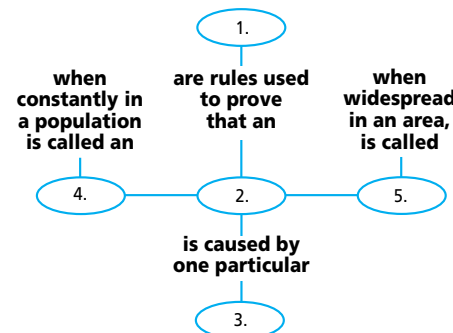 1.
when
constantly in
a population
is called an
are rules used
to prove
that an
when
widespread
in an area,
is called
4.
2.
5.
is caused by
one particular
3.